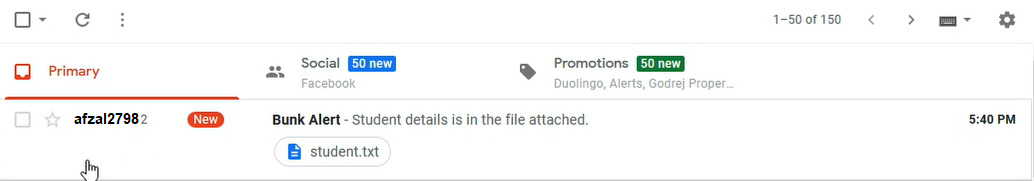 1–50 of 150
Primary
Social 50 new
Facebook
Promotions 50 new
Duolingo, Alerts, Godrej Proper...
afzal2798 2 New Bunk Alert - Student details is in the file attached. 5:40 PM
student.txt